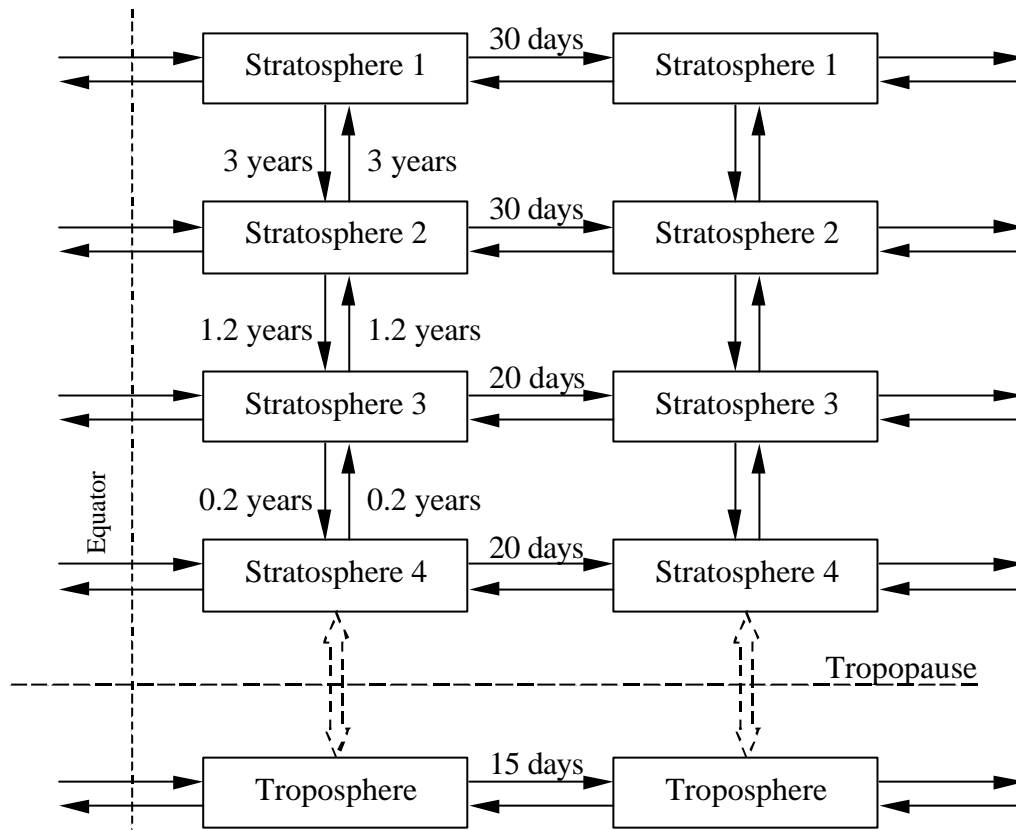 30 days
Stratosphere 1
Stratosphere 1
3 years
3 years
30 days
Stratosphere 2
Stratosphere 2
1.2 years
1.2 years
20 days
Stratosphere 3
Stratosphere 3
0.2 years
0.2 years
Equator
20 days
Stratosphere 4
Stratosphere 4
Tropopause
15 days
Troposphere
Troposphere